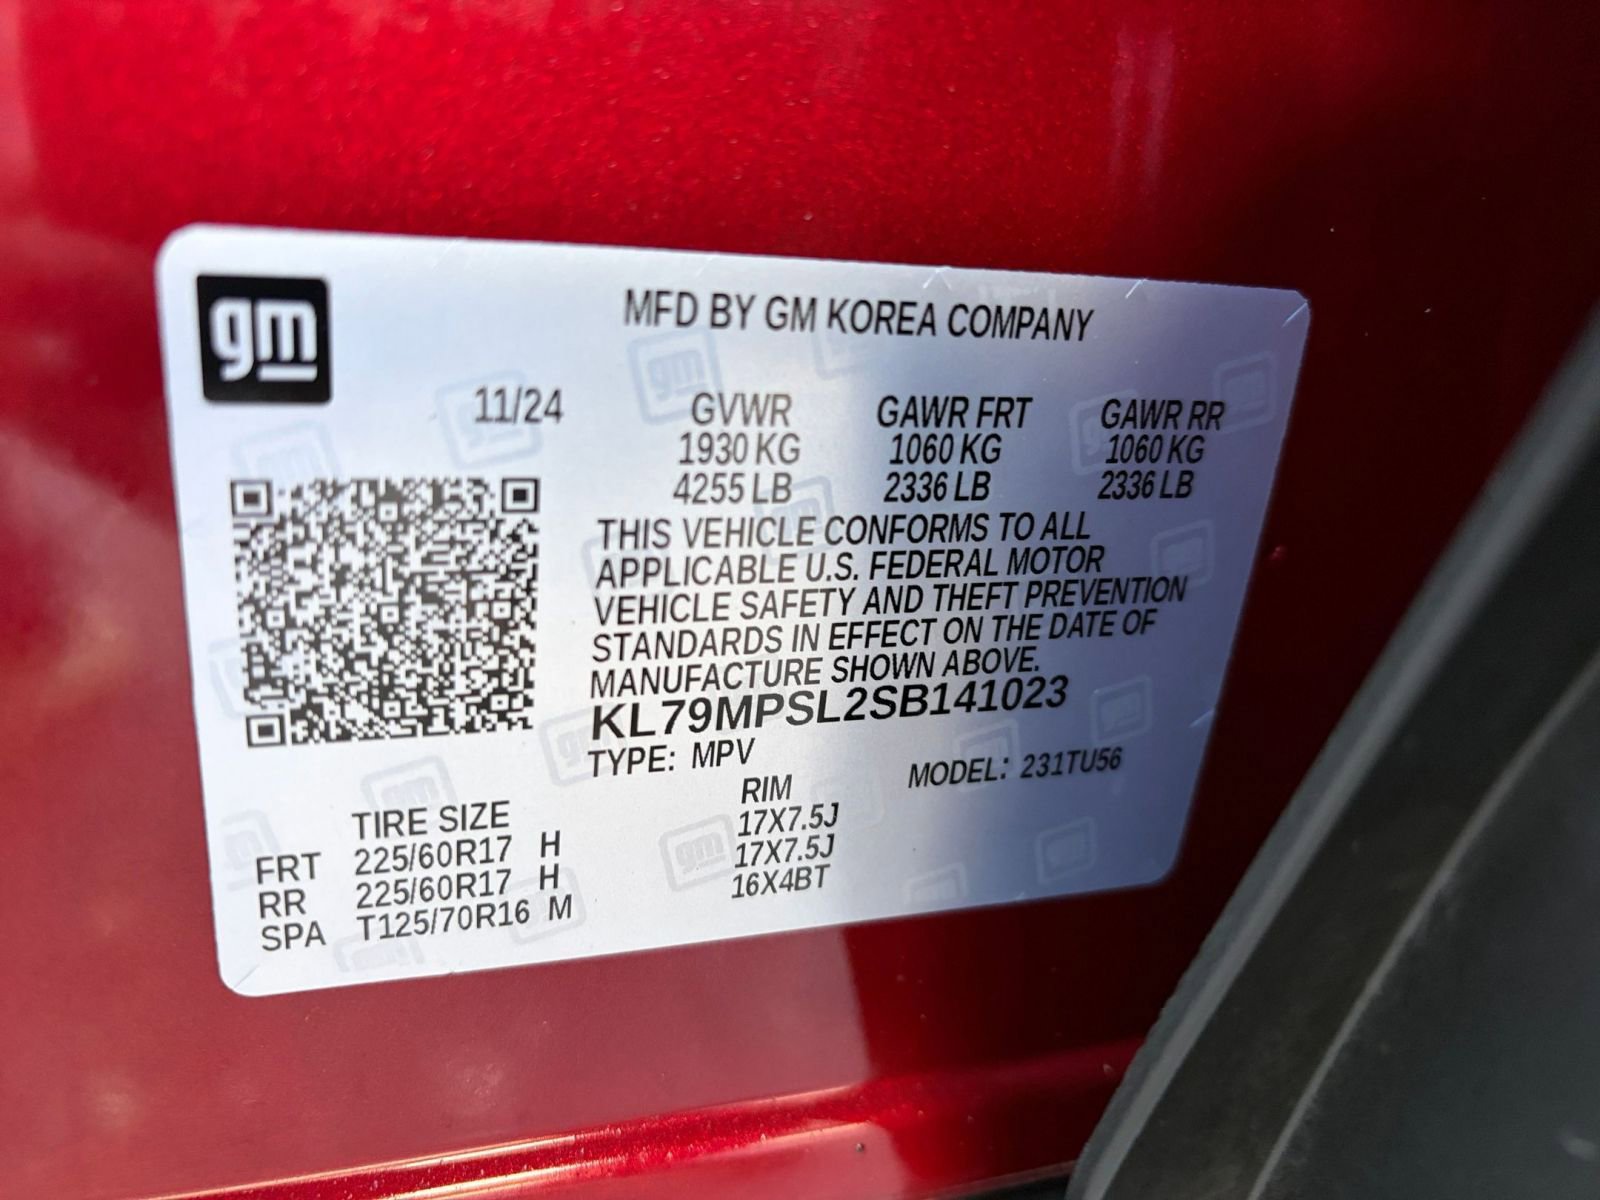 gm
MFD BY GM KOREA COMPANY
11/24
GVWR GAWR FRT GAWR RR
1930 KG 1060 KG 1060 KG
4255 LB 2336 LB 2336 LB
THIS VEHICLE CONFORMS TO ALL
APPLICABLE U.S. FEDERAL MOTOR
VEHICLE SAFETY AND THEFT PREVENTION
STANDARDS IN EFFECT ON THE DATE OF
MANUFACTURE SHOWN ABOVE.
KL79MPSL2SB141023
TYPE: MPV MODEL: 231TU56
TIRE SIZE RIM
FRT 225/60R17 H 17X7.5J
RR 225/60R17 H 17X7.5J
SPA T125/70R16 M 16X4BT